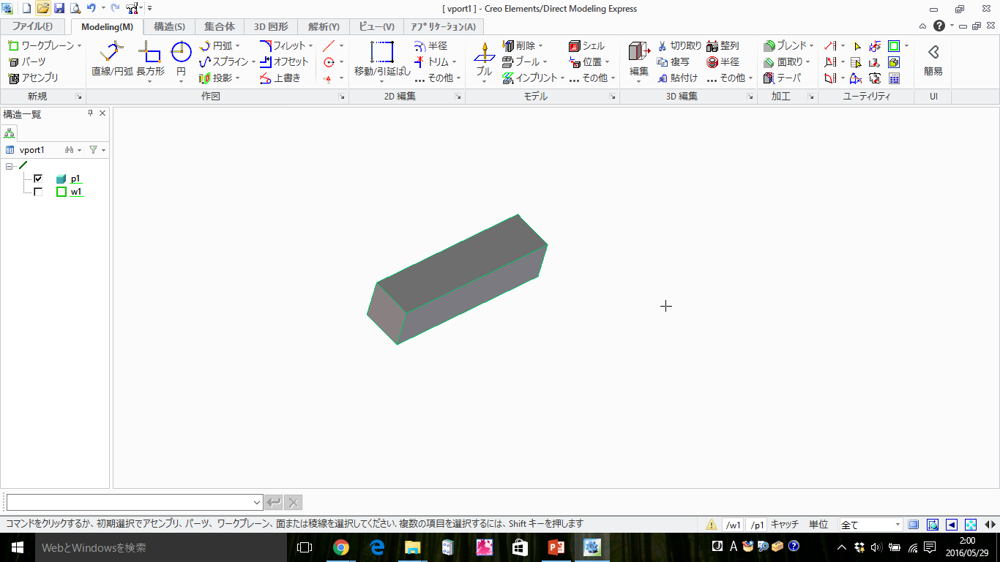 [ vport1 ] - Creo Elements/Direct Modeling Express
ファイル(F) Modeling(M) 構造(S) 集合体 3D 図形 解析(Y) ビュー(V) アプリケーション(A)
ワークプレーン 円弧 フィレット 半径 削除 シェル 切り取り 整列 ブレンド
パーツ スプライン オフセット トリム ブール 位置 複写 半径 面取り
アセンブリ 直線/円弧 長方形 円 投影 上書き 移動/引延ばし ... その他 プル インプリント ... その他 編集 貼付け ... その他 テーパ 簡易
新規 作図 2D 編集 モデル 3D 編集 加工 ユーティリティ UI
構造一覧
vport1
p1
w1
コマンドをクリックするか、初期選択でアセンブリ、パーツ、ワークプレーン、面または稜線を選択してください. 複数の項目を選択するには、Shift キーを押します
/w1 /p1 キャッチ 単位 全て
WebとWindowsを検索
A
2:00
2016/05/29